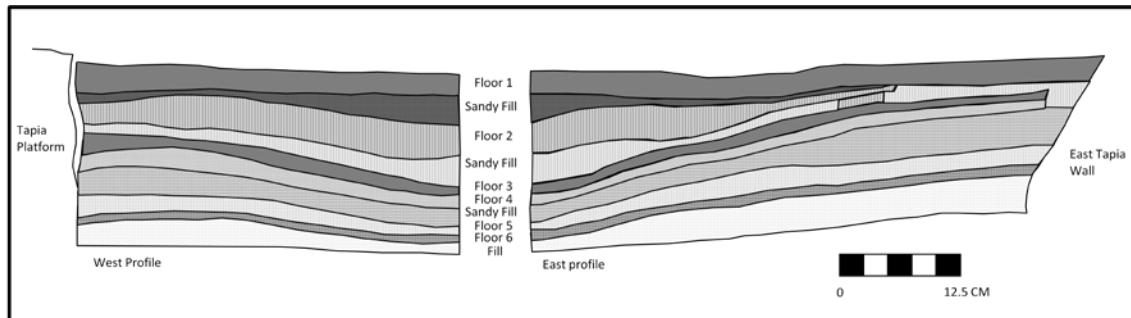 Tapia
Platform
Floor 1
Sandy Fill
Floor 2
Sandy Fill
Floor 3
Floor 4
Sandy Fill
Floor 5
Floor 6
Fill
East Tapia
Wall
West Profile
East profile
0
12.5 CM